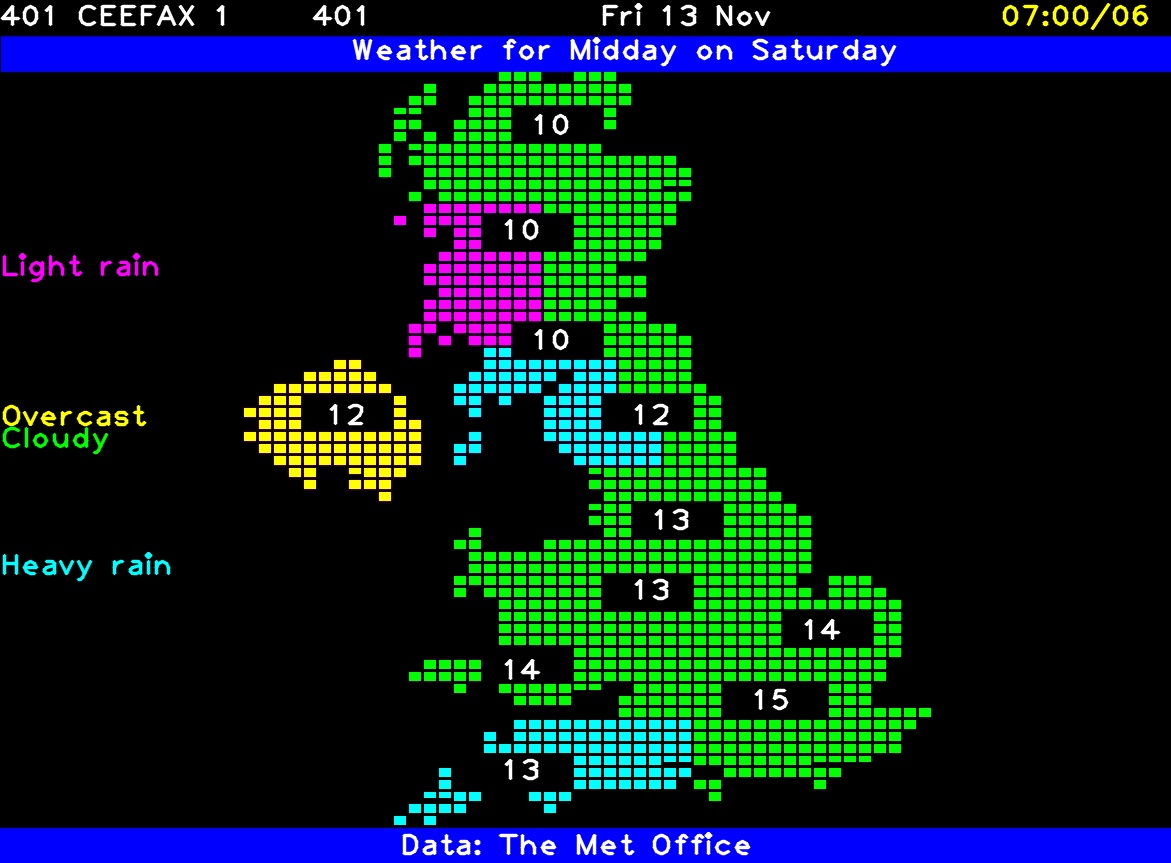 401 CEEFAX 1 401 Fri 13 Nov 07:00/06
Weather for Midday on Saturday
10
10
Light rain
10
Overcast 12 12
Cloudy
13
Heavy rain
13
14
14
15
13
Data: The Met Office